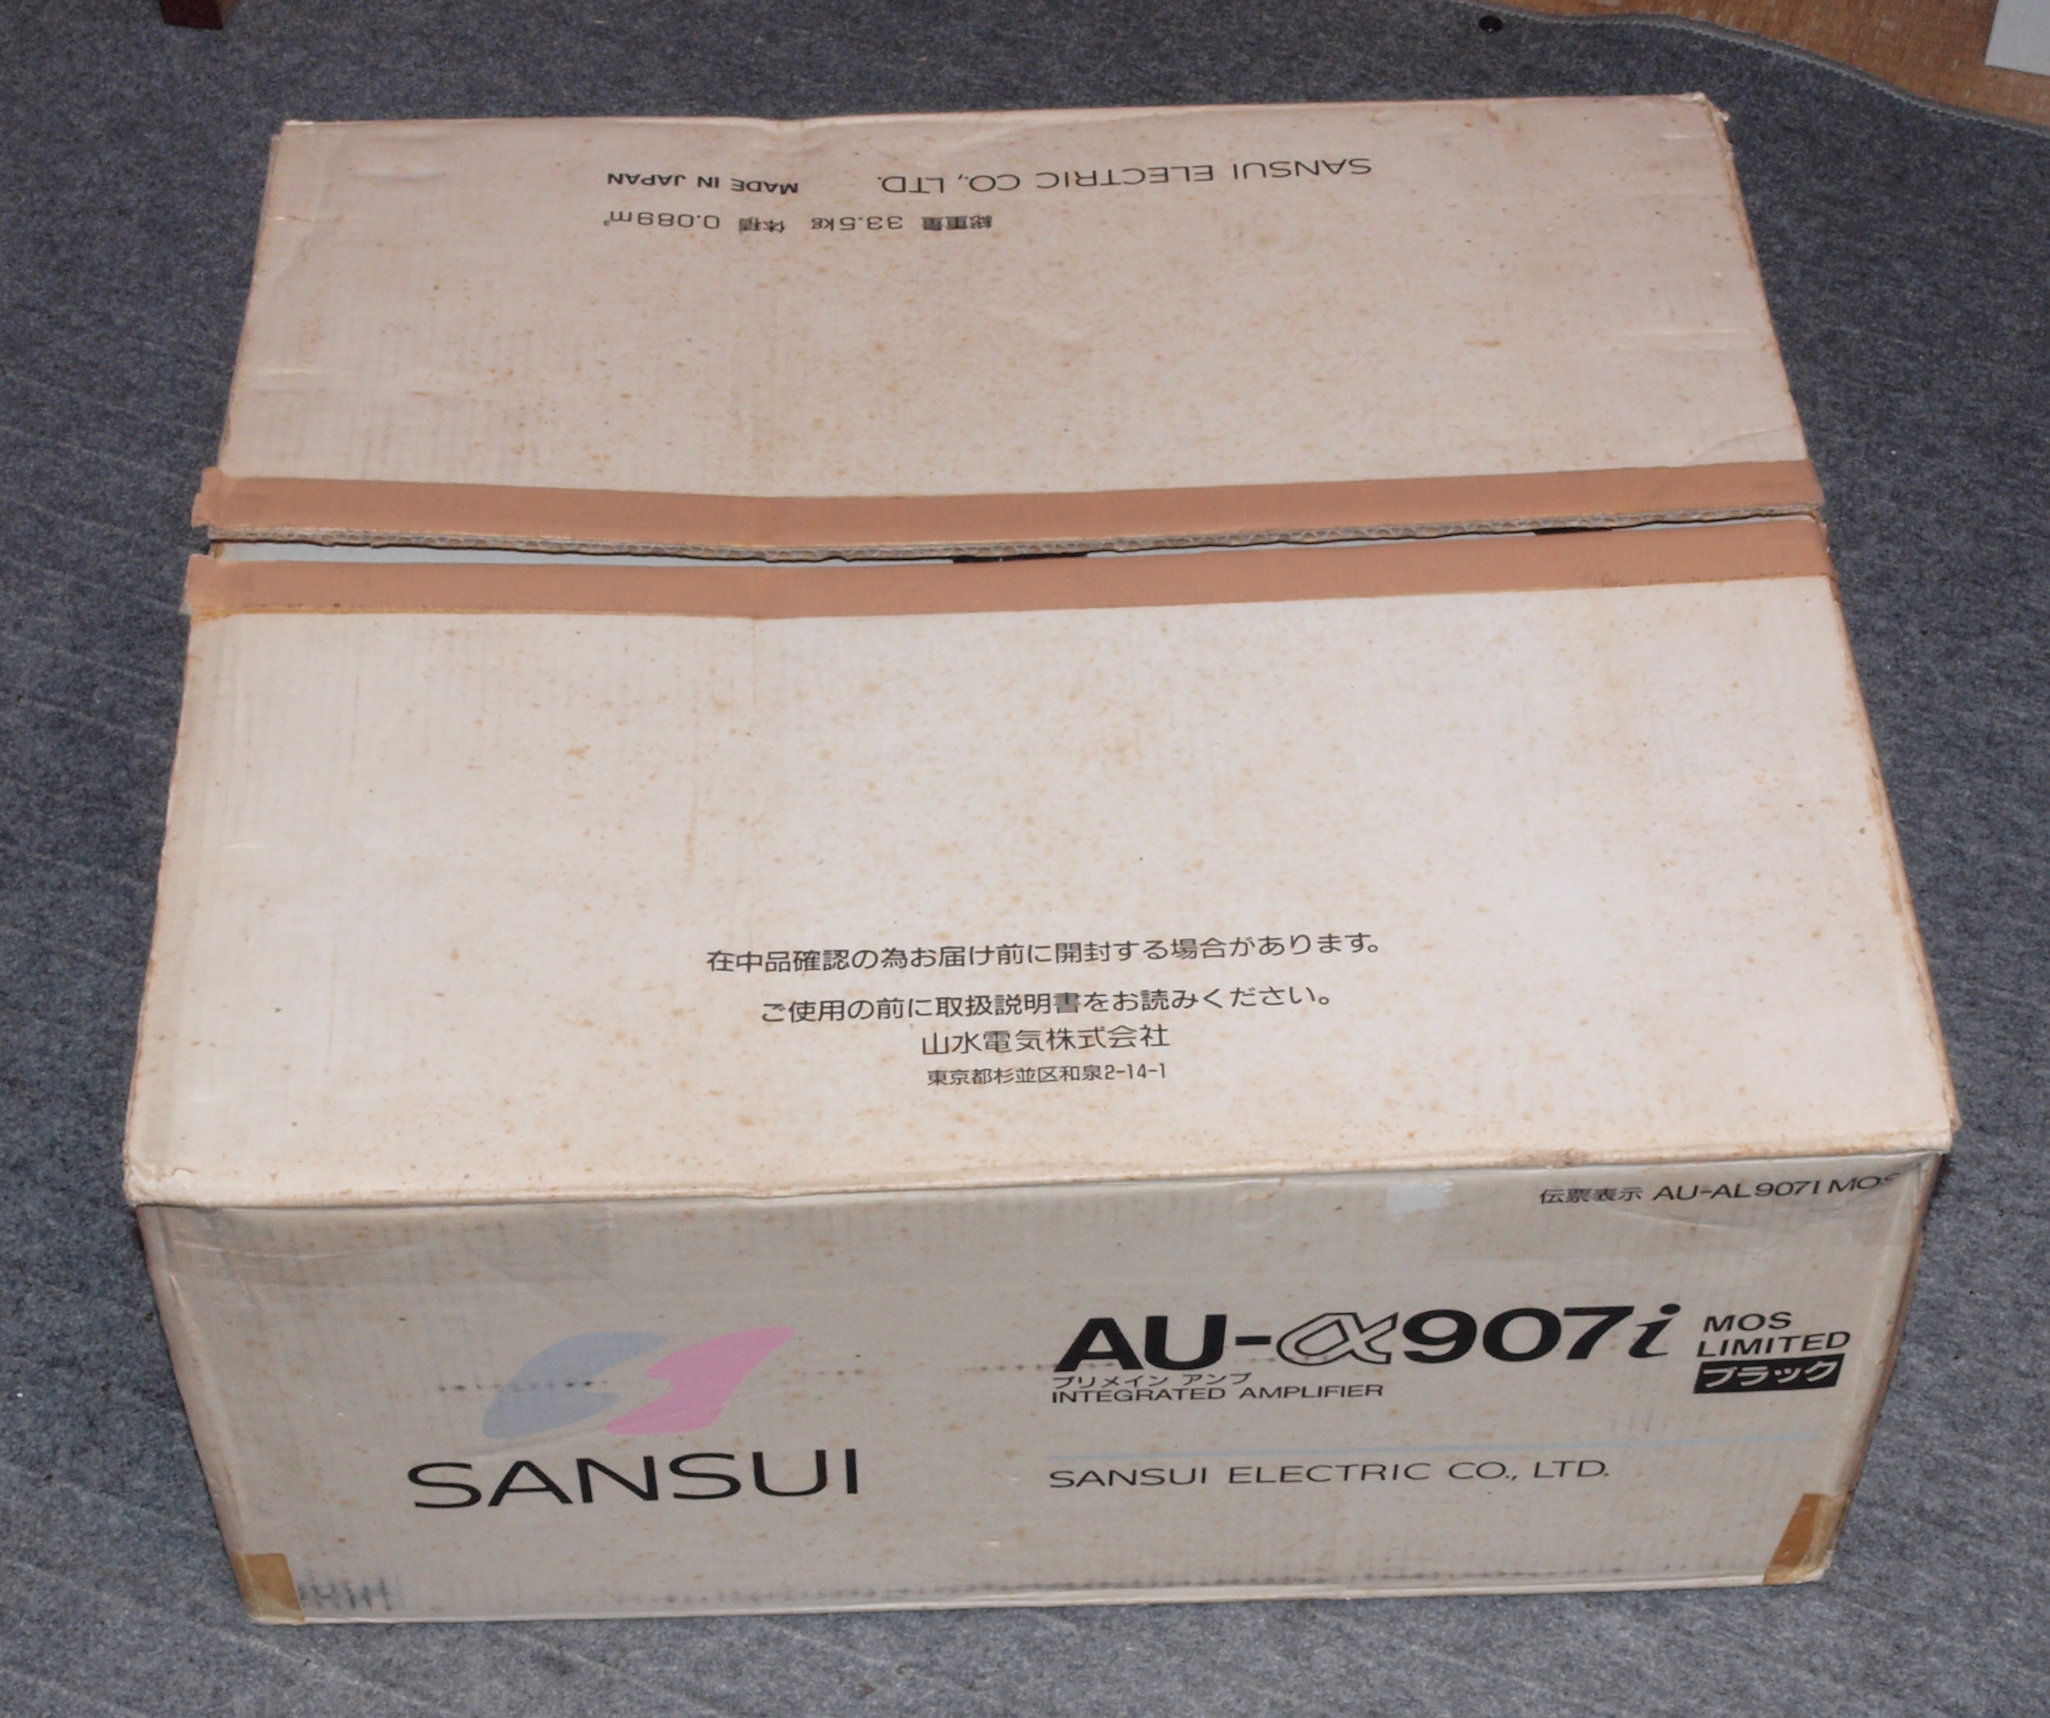 SANSUI ELECTRIC CO., LTD. MADE IN JAPAN
総重量 33.5kg 体積 0.089m³
在中品確認の為お届け前に開封する場合があります。
ご使用の前に取扱説明書をお読みください。
山水電気株式会社
東京都杉並区和泉2-14-1
伝票表示 AU-AL907I MOS
SANSUI
AU-α907i MOS
LIMITED
ブラック
プリメイン アンプ
INTEGRATED AMPLIFIER
SANSUI ELECTRIC CO., LTD.